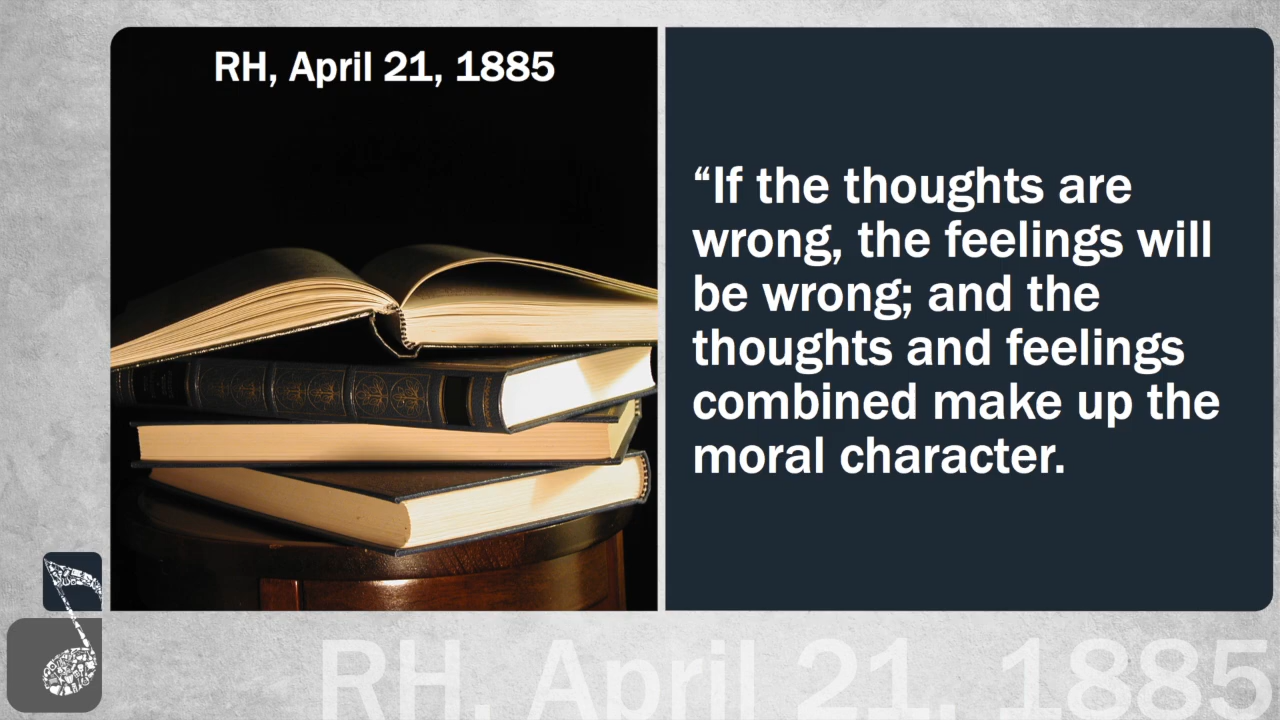 RH, April 21, 1885
“If the thoughts are
wrong, the feelings will
be wrong; and the
thoughts and feelings
combined make up the
moral character.
RH, April 21, 1885